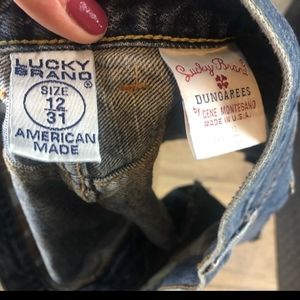 LUCKY
BRAND
SIZE
12
31
AMERICAN
MADE
Lucky Brand
DUNGAREES
by GENE MONTESANO
MADE IN U.S.A.